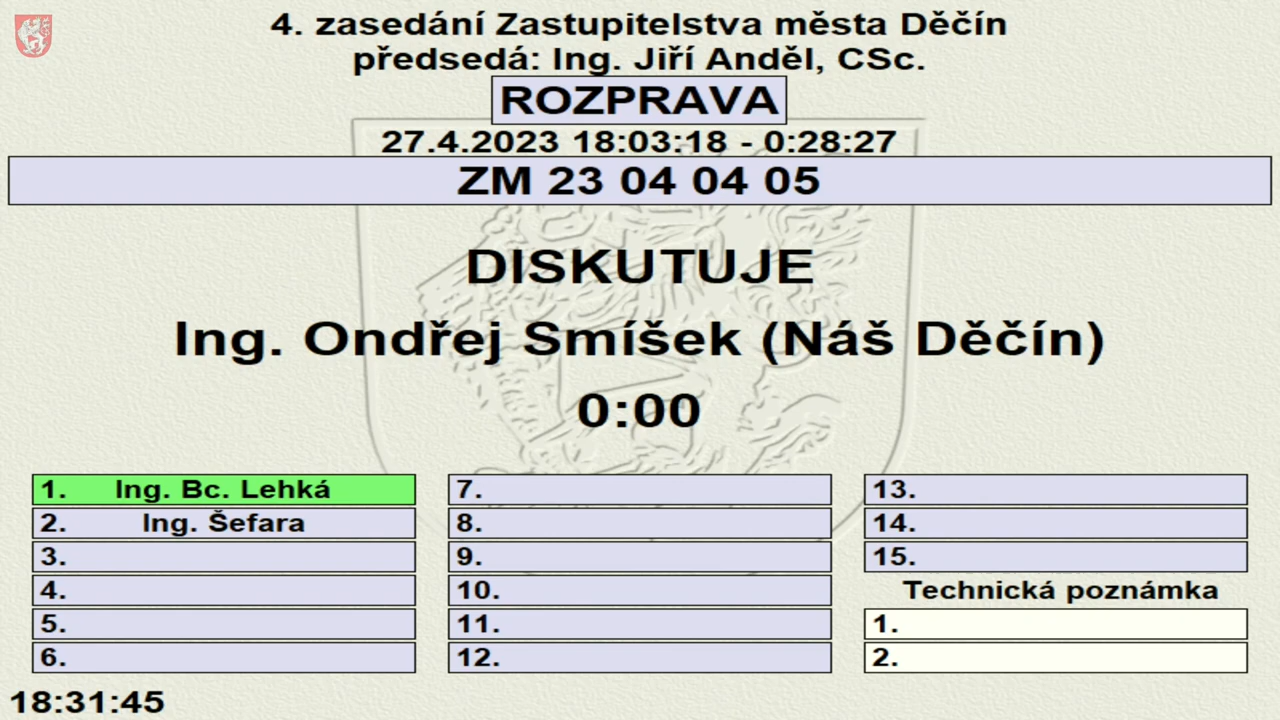 4. zasedání Zastupitelstva města Děčín
předsedá: Ing. Jiří Anděl, CSc.
ROZPRAVA
27.4.2023 18:03:18 - 0:28:27
ZM 23 04 04 05
DISKUTUJE
Ing. Ondřej Smíšek (Náš Děčín)
0:00
1. Ing. Bc. Lehká
2. Ing. Šefara
3.
4.
5.
6.
7.
8.
9.
10.
11.
12.
13.
14.
15.
Technická poznámka
1.
2.
18:31:45